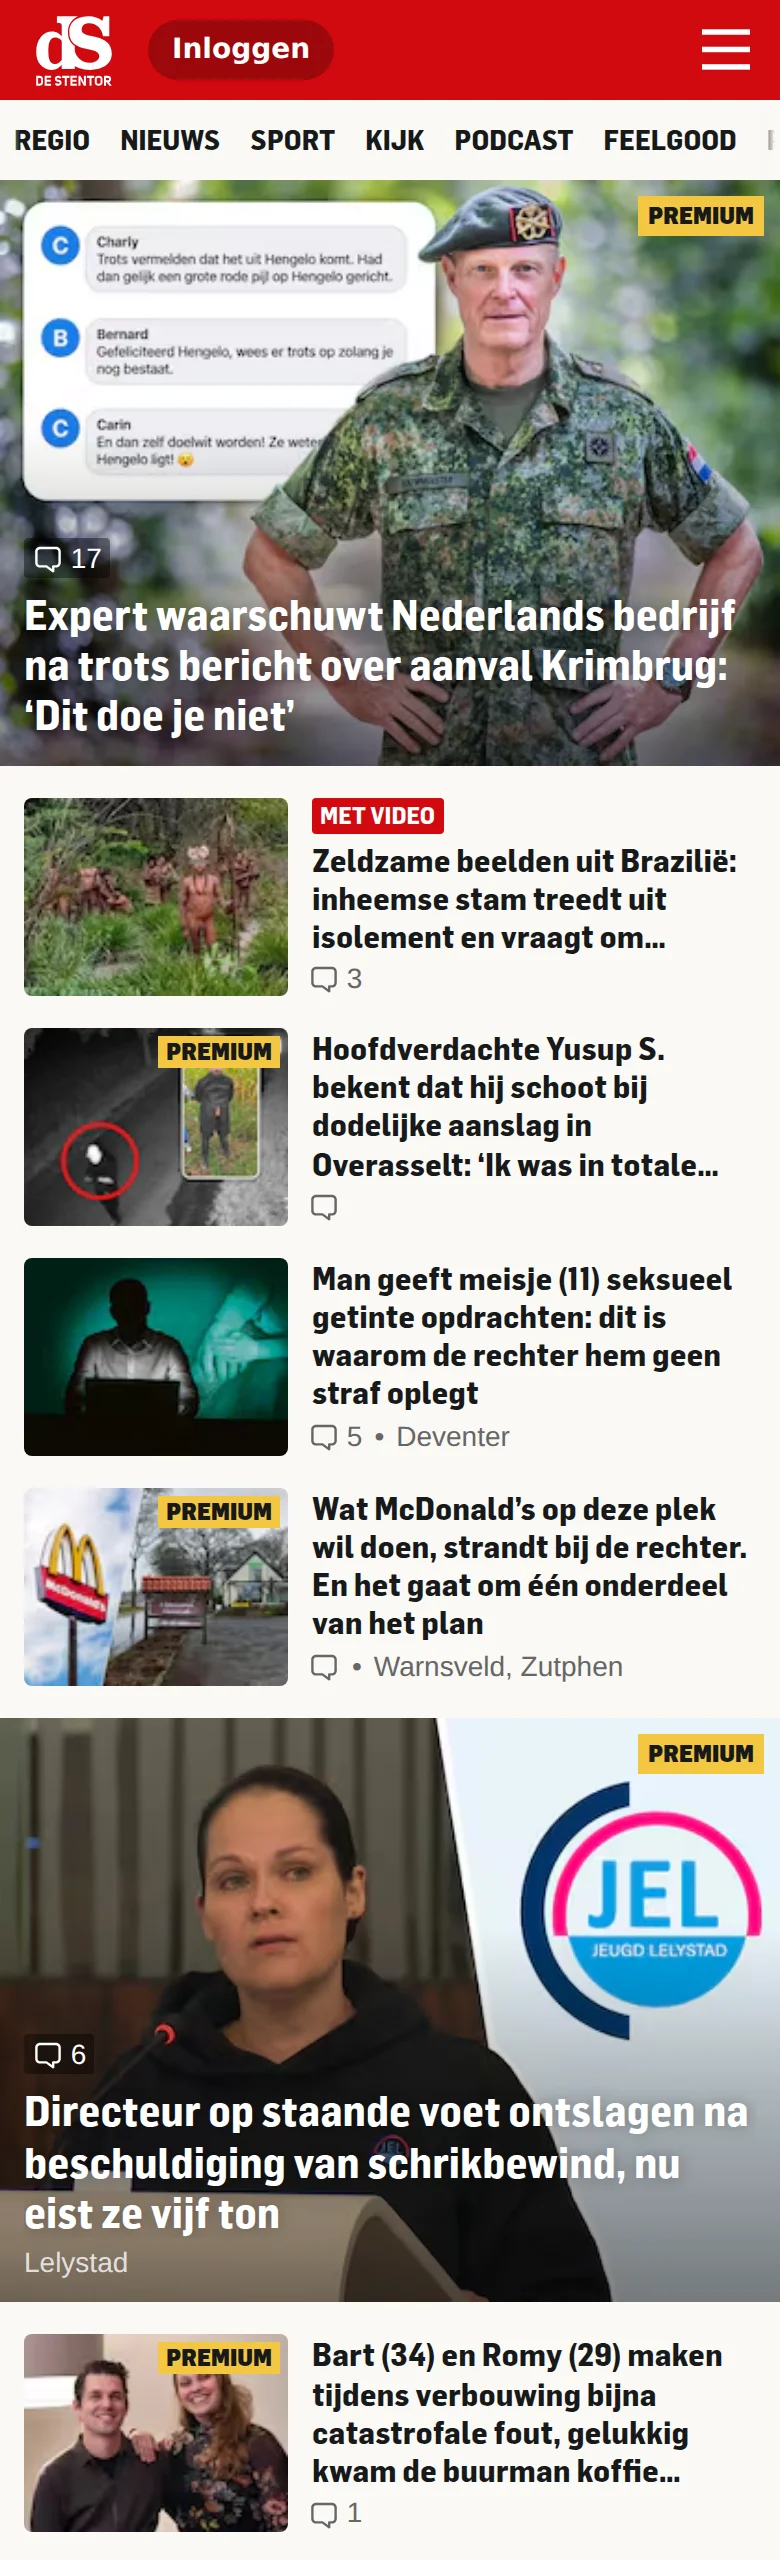 dS
DE STENTOR
Inloggen
REGIO NIEUWS SPORT KIJK PODCAST FEELGOOD
PREMIUM
C
Charly
Trots vermelden dat het uit Hengelo komt. Had
dan gelijk een grote rode pijl op Hengelo gericht.
B
Bernard
Gefeliciteerd Hengelo, wees er trots op zolang je
nog bestaat.
C
Carin
En dan zelf doelwit worden! Ze weten
Hengelo ligt! 😲
17
Expert waarschuwt Nederlands bedrijf
na trots bericht over aanval Krimbrug:
‘Dit doe je niet’
MET VIDEO
Zeldzame beelden uit Brazilië:
inheemse stam treedt uit
isolement en vraagt om...
3
PREMIUM
Hoofdverdachte Yusup S.
bekent dat hij schoot bij
dodelijke aanslag in
Overasselt: ‘Ik was in totale...
Man geeft meisje (11) seksueel
getinte opdrachten: dit is
waarom de rechter hem geen
straf oplegt
5 • Deventer
PREMIUM
McDonald's
Wat McDonald’s op deze plek
wil doen, strandt bij de rechter.
En het gaat om één onderdeel
van het plan
• Warnsveld, Zutphen
PREMIUM
JEL
JEUGD LELYSTAD
6
JEL
Directeur op staande voet ontslagen na
beschuldiging van schrikbewind, nu
eist ze vijf ton
Lelystad
PREMIUM
Bart (34) en Romy (29) maken
tijdens verbouwing bijna
catastrofale fout, gelukkig
kwam de buurman koffie...
1